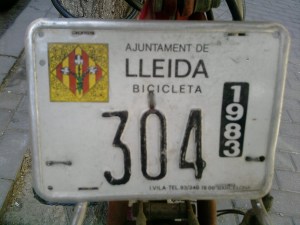 AJUNTAMENT DE
LLEIDA
BICICLETA
304
1983